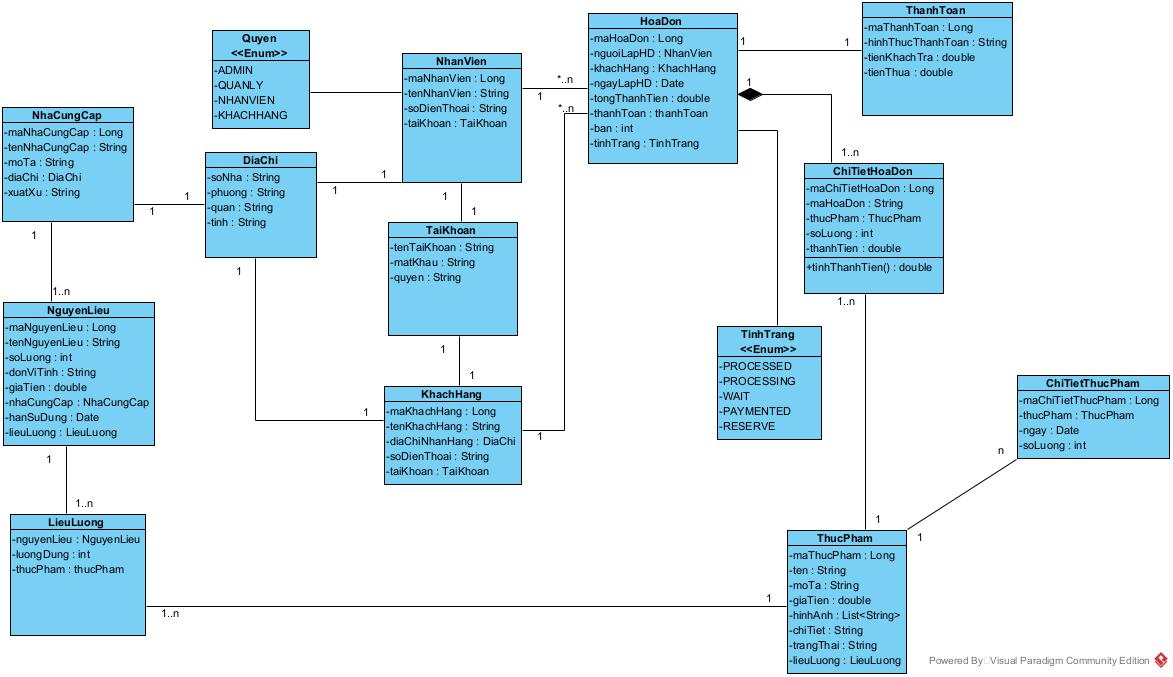 Quyen
<<Enum>>
-ADMIN
-QUANLY
-NHANVIEN
-KHACHHANG
NhanVien
-maNhanVien : Long
-tenNhanVien : String
-soDienThoai : String
-taiKhoan : TaiKhoan
HoaDon
-maHoaDon : Long
-nguoiLapHD : NhanVien
-khachHang : KhachHang
-ngayLapHD : Date
-tongThanhTien : double
-thanhToan : thanhToan
-ban : int
-tinhTrang : TinhTrang
ThanhToan
-maThanhToan : Long
-hinhThucThanhToan : String
-tienKhachTra : double
-tienThua : double
1
1
1
*..n
1
*..n
1..n
NhaCungCap
-maNhaCungCap : Long
-tenNhaCungCap : String
-moTa : String
-diaChi : DiaChi
-xuatXu : String
DiaChi
-soNha : String
-phuong : String
-quan : String
-tinh : String
1
1
1
1
1
1
ChiTietHoaDon
-maChiTietHoaDon : Long
-maHoaDon : String
-thucPham : ThucPham
-soLuong : int
-thanhTien : double
+tinhThanhTien() : double
TaiKhoan
-tenTaiKhoan : String
-matKhau : String
-quyen : String
1
1
1..n
1..n
NguyenLieu
-maNguyenLieu : Long
-tenNguyenLieu : String
-soLuong : int
-donViTinh : String
-giaTien : double
-nhaCungCap : NhaCungCap
-hanSuDung : Date
-lieuLuong : LieuLuong
1
1
1
1
KhachHang
-maKhachHang : Long
-tenKhachHang : String
-diaChiNhanHang : DiaChi
-soDienThoai : String
-taiKhoan : TaiKhoan
TinhTrang
<<Enum>>
-PROCESSED
-PROCESSING
-WAIT
-PAYMENTED
-RESERVE
ChiTietThucPham
-maChiTietThucPham : Long
-thucPham : ThucPham
-ngay : Date
-soLuong : int
1
n
1
1..n
1
1
LieuLuong
-nguyenLieu : NguyenLieu
-luongDung : int
-thucPham : thucPham
1..n
1
ThucPham
-maThucPham : Long
-ten : String
-moTa : String
-giaTien : double
-hinhAnh : List<String>
-chiTiet : String
-trangThai : String
-lieuLuong : LieuLuong
Powered By Visual Paradigm Community Edition